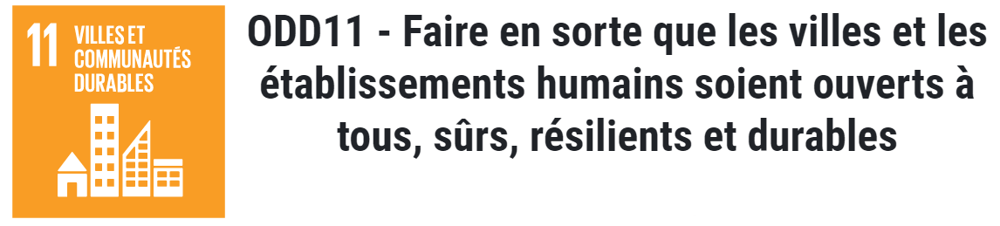 11 VILLES ET
COMMUNAUTÉS
DURABLES
ODD11 - Faire en sorte que les villes et les
établissements humains soient ouverts à
tous, sûrs, résilients et durables